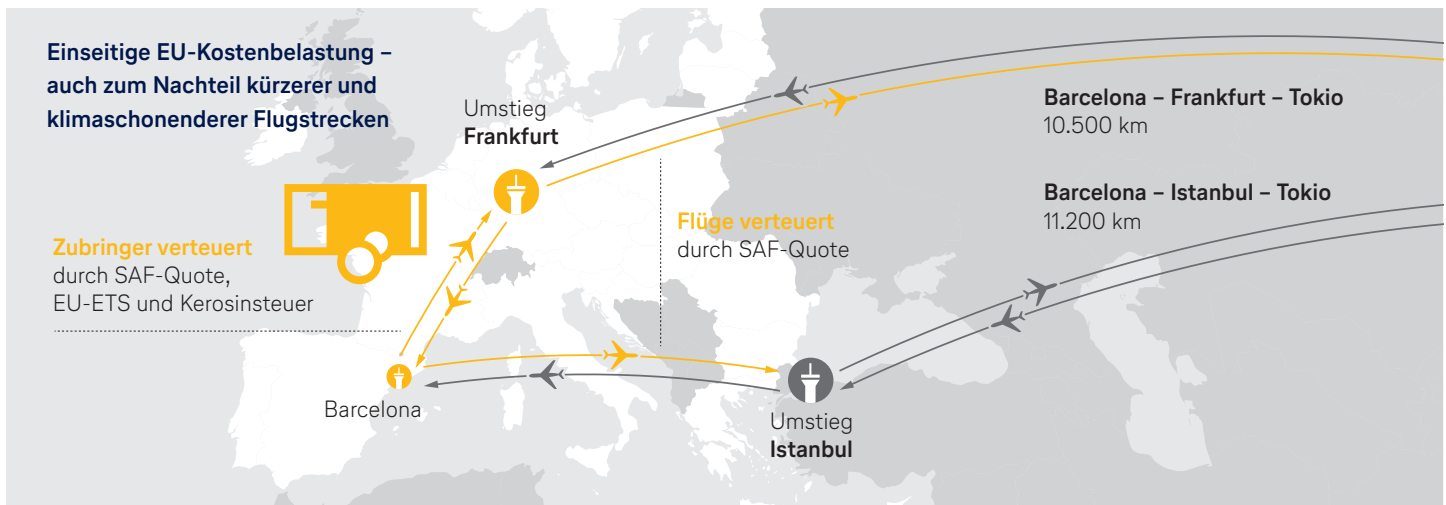 Einseitige EU-Kostenbelastung –
auch zum Nachteil kürzerer und
klimaschonenderer Flugstrecken
Umstieg
Frankfurt
Barcelona – Frankfurt – Tokio
10.500 km
Barcelona – Istanbul – Tokio
11.200 km
Zubringer verteuert
durch SAF-Quote,
EU-ETS und Kerosinsteuer
Flüge verteuert
durch SAF-Quote
Barcelona
Umstieg
Istanbul